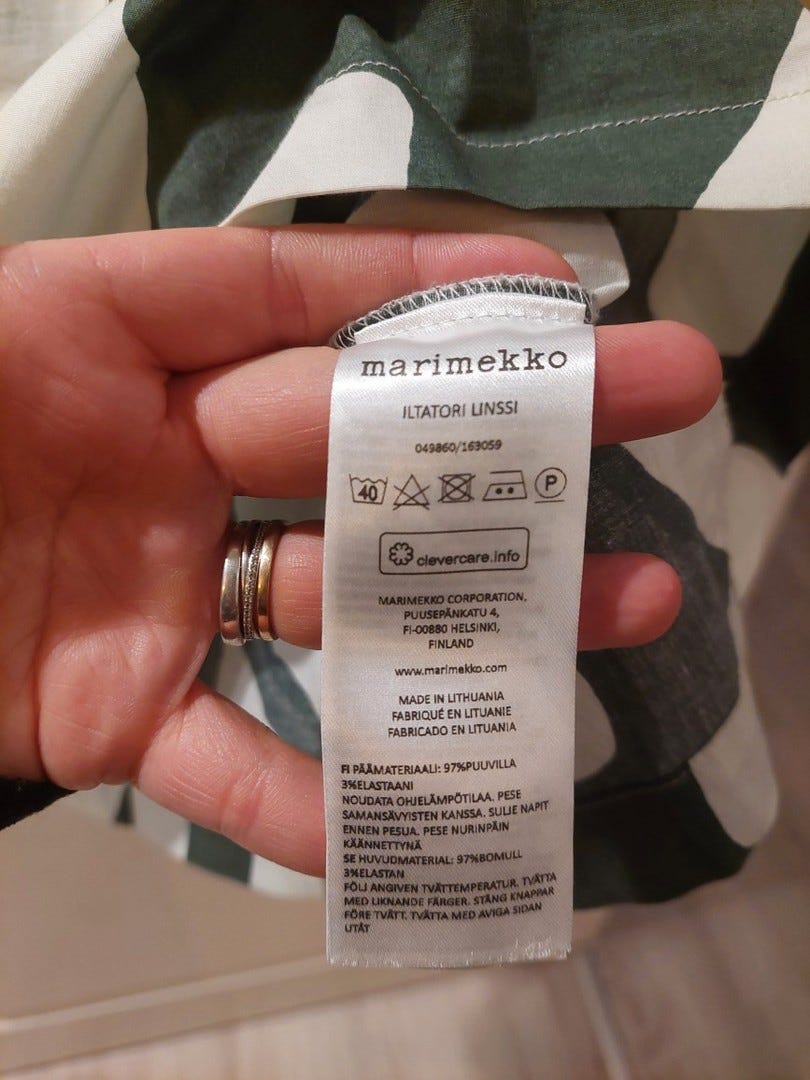 marimekko
ILTATORI LINSSI
049860/163059
40 P
clevercare.info
MARIMEKKO CORPORATION,
PUUSEPÄNKATU 4,
FI-00880 HELSINKI,
FINLAND
www.marimekko.com
MADE IN LITHUANIA
FABRIQUÉ EN LITUANIE
FABRICADO EN LITUANIA
FI PÄÄMATERIAALI: 97%PUUVILLA
3%ELASTAANI
NOUDATA OHJELÄMPÖTILAA. PESE
SAMANSÄVYISTEN KANSSA. SULJE NAPIT
ENNEN PESUA. PESE NURINPÄIN
KÄÄNNETTYNÄ
SE HUVUDMATERIAL: 97%BOMULL
3%ELASTAN
FÖLJ ANGIVEN TVÄTTEMPERATUR. TVÄTTA
MED LIKNANDE FÄRGER. STÄNG KNAPPAR
FÖRE TVÄTT. TVÄTTA MED AVIGA SIDAN
UTÅT